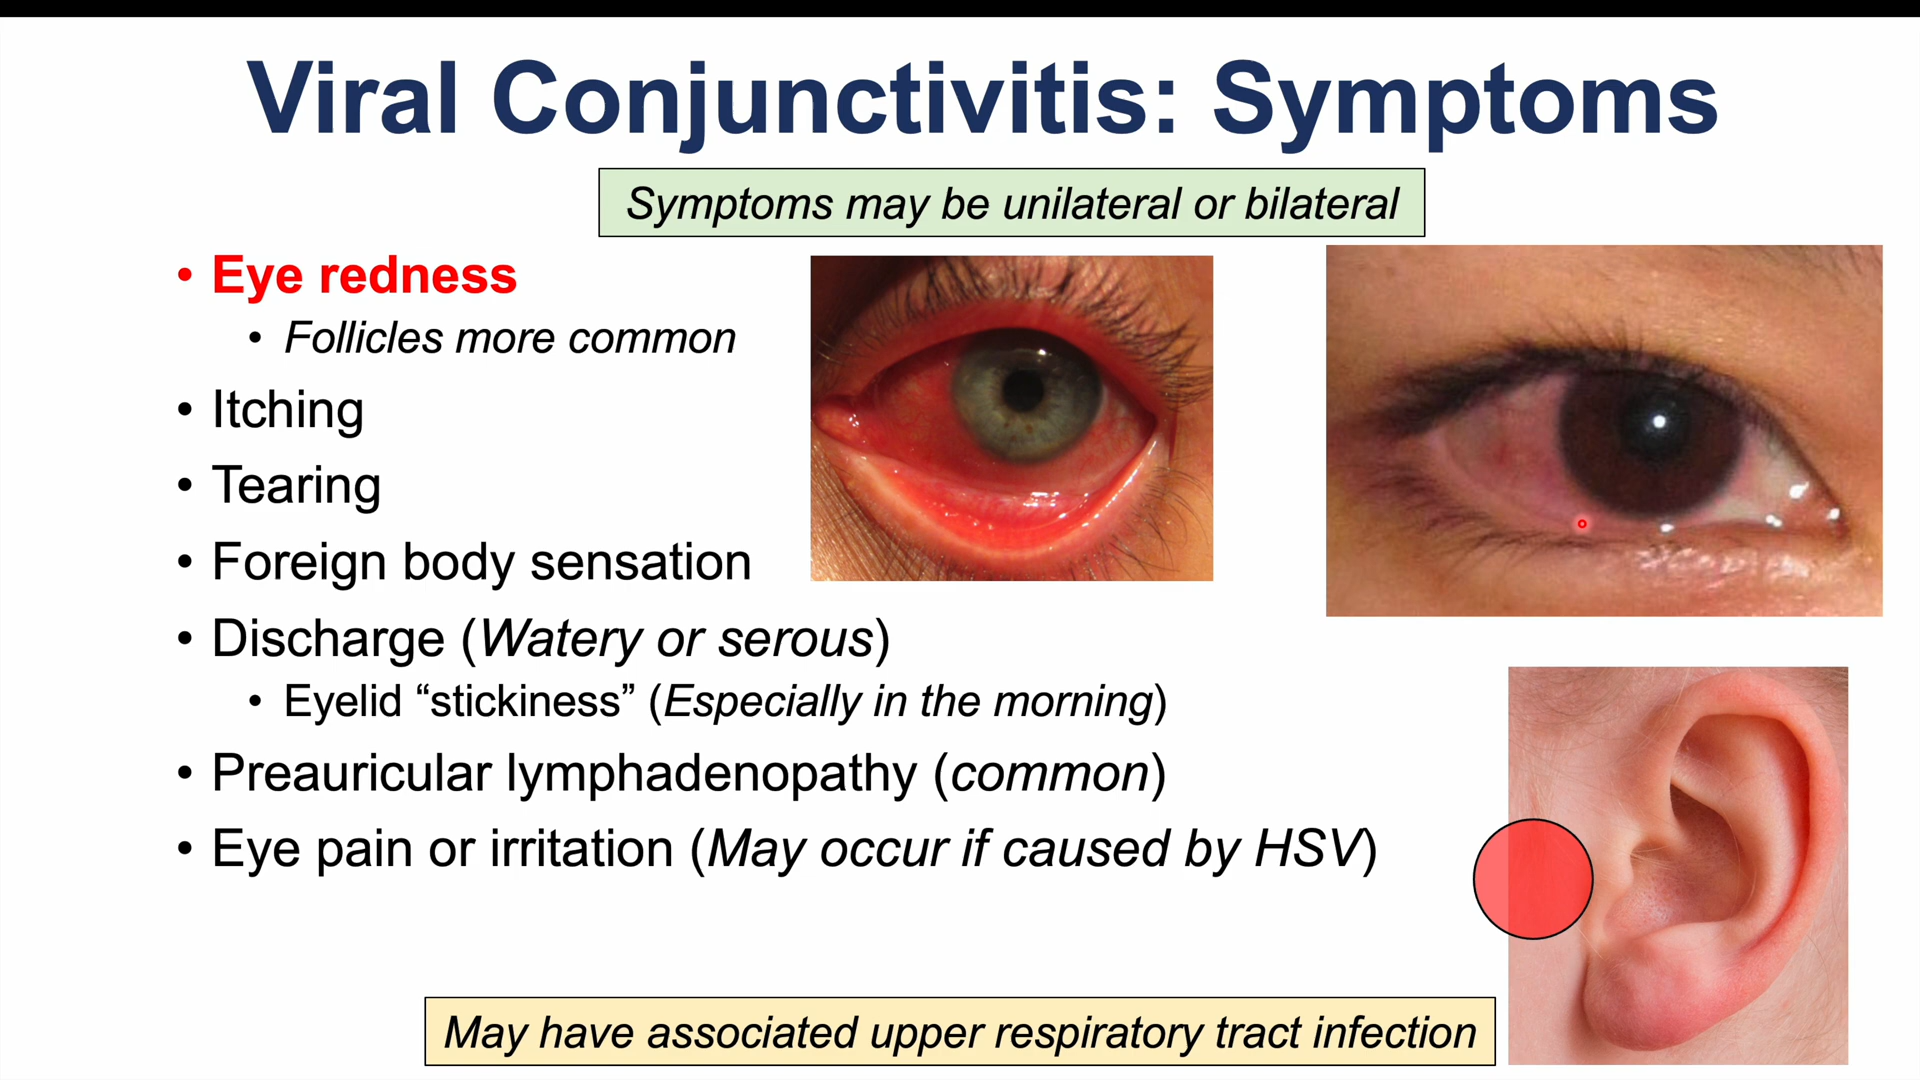 Viral Conjunctivitis: Symptoms
Symptoms may be unilateral or bilateral
• Eye redness
• Follicles more common
• Itching
• Tearing
• Foreign body sensation
• Discharge (Watery or serous)
• Eyelid “stickiness” (Especially in the morning)
• Preauricular lymphadenopathy (common)
• Eye pain or irritation (May occur if caused by HSV)
May have associated upper respiratory tract infection